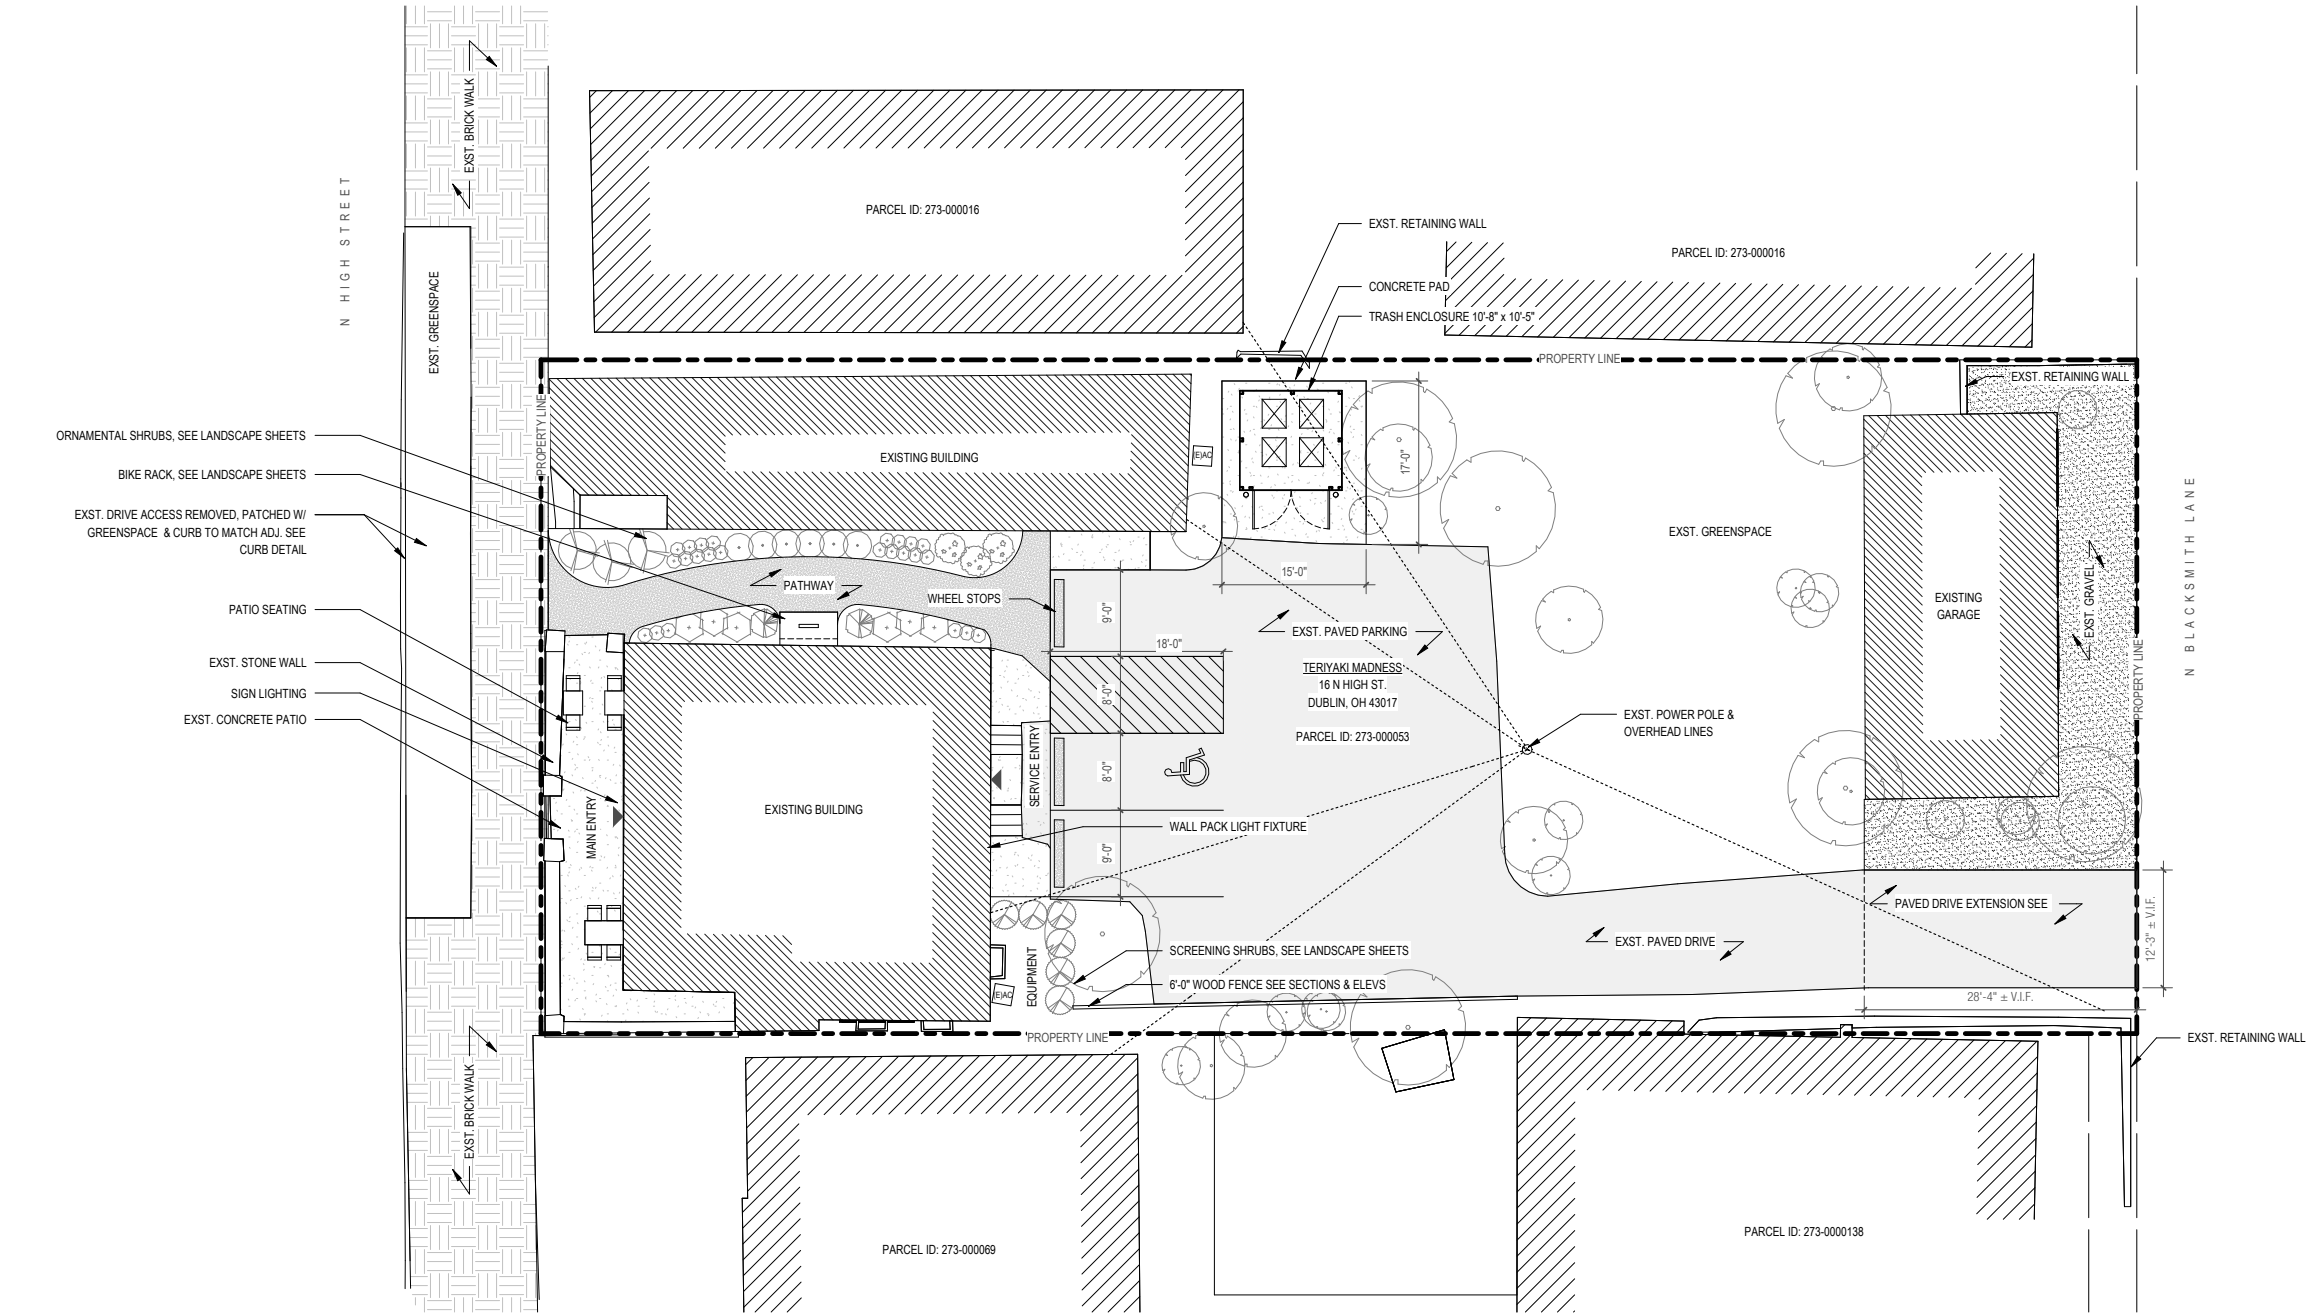 EXST. BRICK WALK
N HIGH STREET
EXST. GREENSPACE
PARCEL ID: 273-000016
EXST. RETAINING WALL
CONCRETE PAD
TRASH ENCLOSURE 10'-8" x 10'-5"
PARCEL ID: 273-000016
PROPERTY LINE
EXST. RETAINING WALL
PROPERTY LINE
ORNAMENTAL SHRUBS, SEE LANDSCAPE SHEETS
BIKE RACK, SEE LANDSCAPE SHEETS
EXST. DRIVE ACCESS REMOVED, PATCHED W/
GREENSPACE & CURB TO MATCH ADJ. SEE
CURB DETAIL
PATIO SEATING
EXST. STONE WALL
SIGN LIGHTING
EXST. CONCRETE PATIO
EXISTING BUILDING
(E)AC
17'-0"
EXST. GREENSPACE
PATHWAY
WHEEL STOPS
15'-0"
9'-0"
18'-0"
EXST. PAVED PARKING
TERIYAKI MADNESS
16 N HIGH ST.
DUBLIN, OH 43017
PARCEL ID: 273-000053
8'-0"
8'-0"
9'-0"
EXST. POWER POLE &
OVERHEAD LINES
EXISTING
GARAGE
EXST GRAVEL
N BLACKSMITH LANE
PROPERTY LINE
MAIN ENTRY
EXISTING BUILDING
SERVICE ENTRY
WALL PACK LIGHT FIXTURE
EQUIPMENT
(E)AC
SCREENING SHRUBS, SEE LANDSCAPE SHEETS
6'-0" WOOD FENCE SEE SECTIONS & ELEVS
EXST. PAVED DRIVE
PAVED DRIVE EXTENSION SEE
12'-3" ± V.I.F.
28'-4" ± V.I.F.
PROPERTY LINE
EXST. RETAINING WALL
EXST. BRICK WALK
PARCEL ID: 273-000069
PARCEL ID: 273-0000138